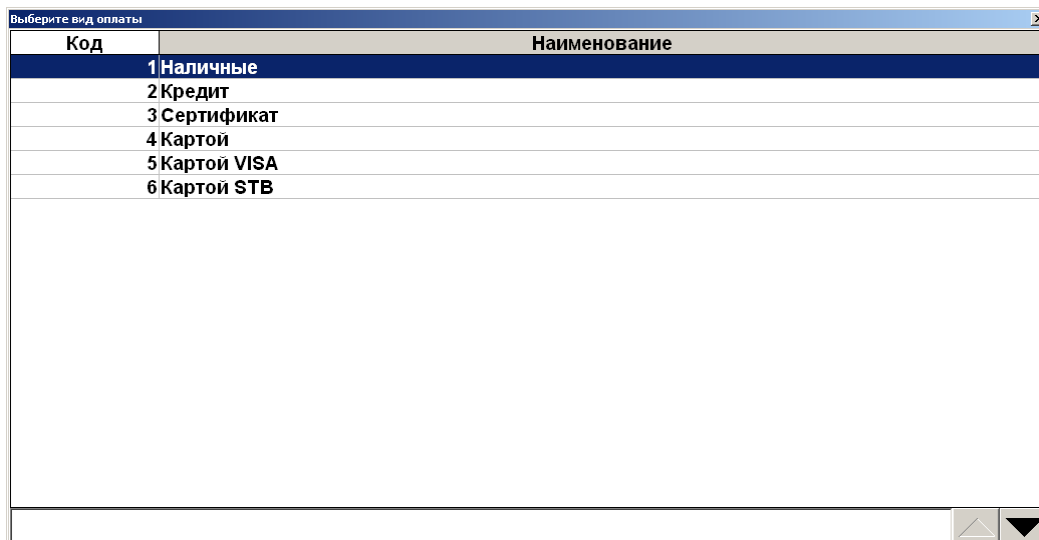 Выберите вид оплаты
Код Наименование
1 Наличные
2 Кредит
3 Сертификат
4 Картой
5 Картой VISA
6 Картой STB